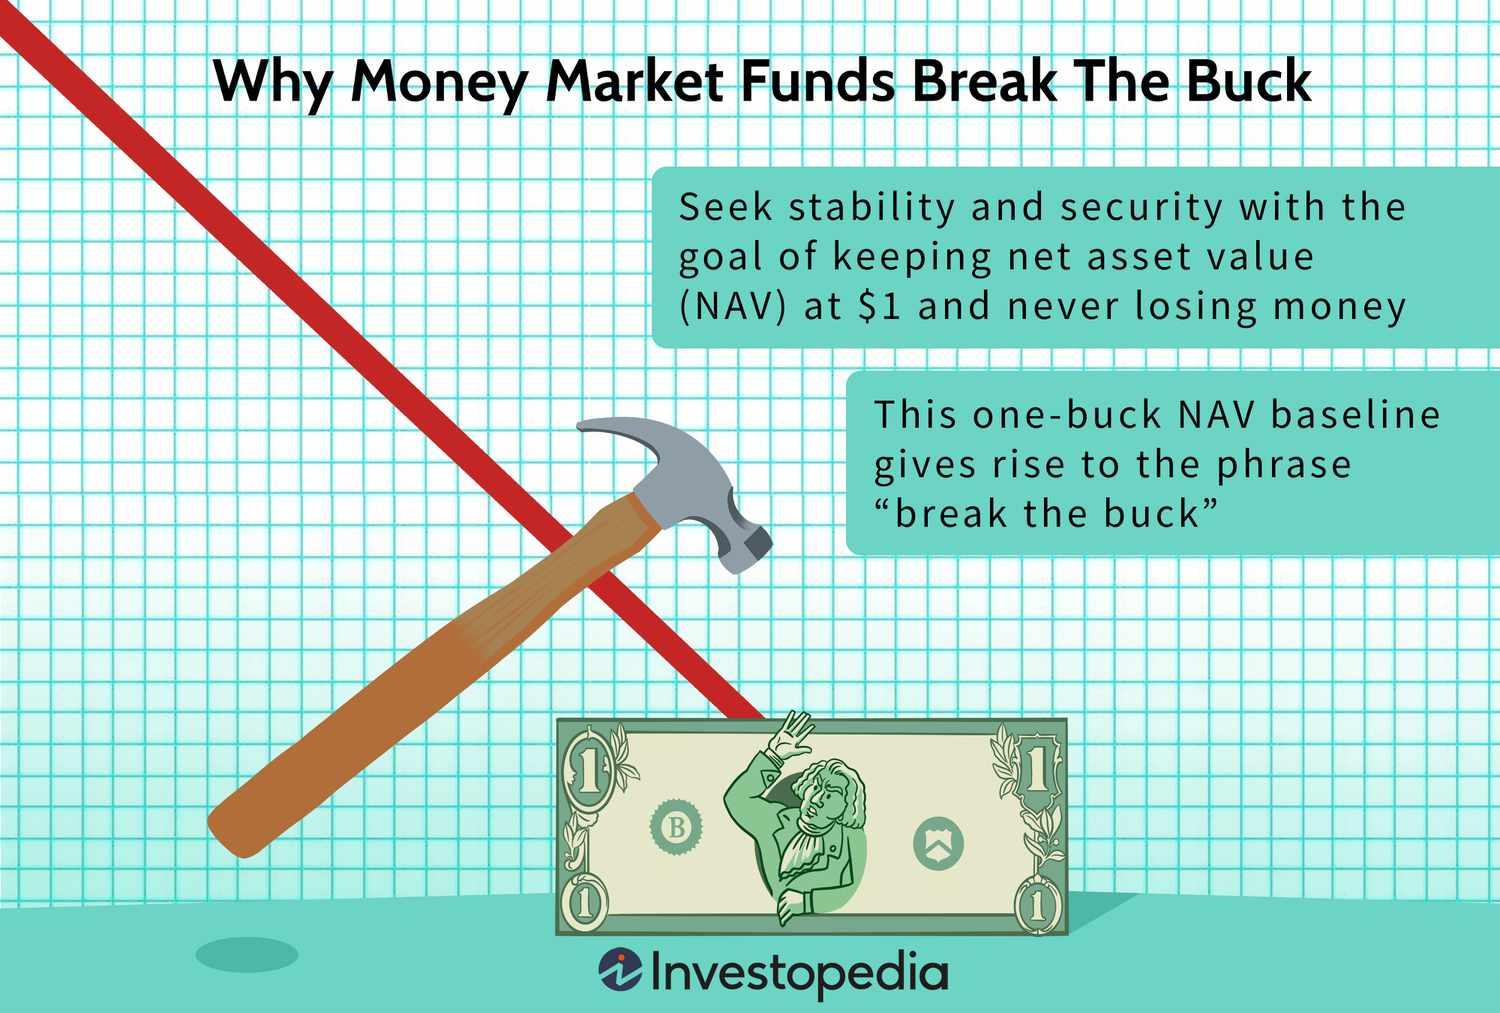 Why Money Market Funds Break The Buck
Seek stability and security with the
goal of keeping net asset value
(NAV) at $1 and never losing money
This one-buck NAV baseline
gives rise to the phrase
“break the buck”
1
1
B
1
1
Investopedia